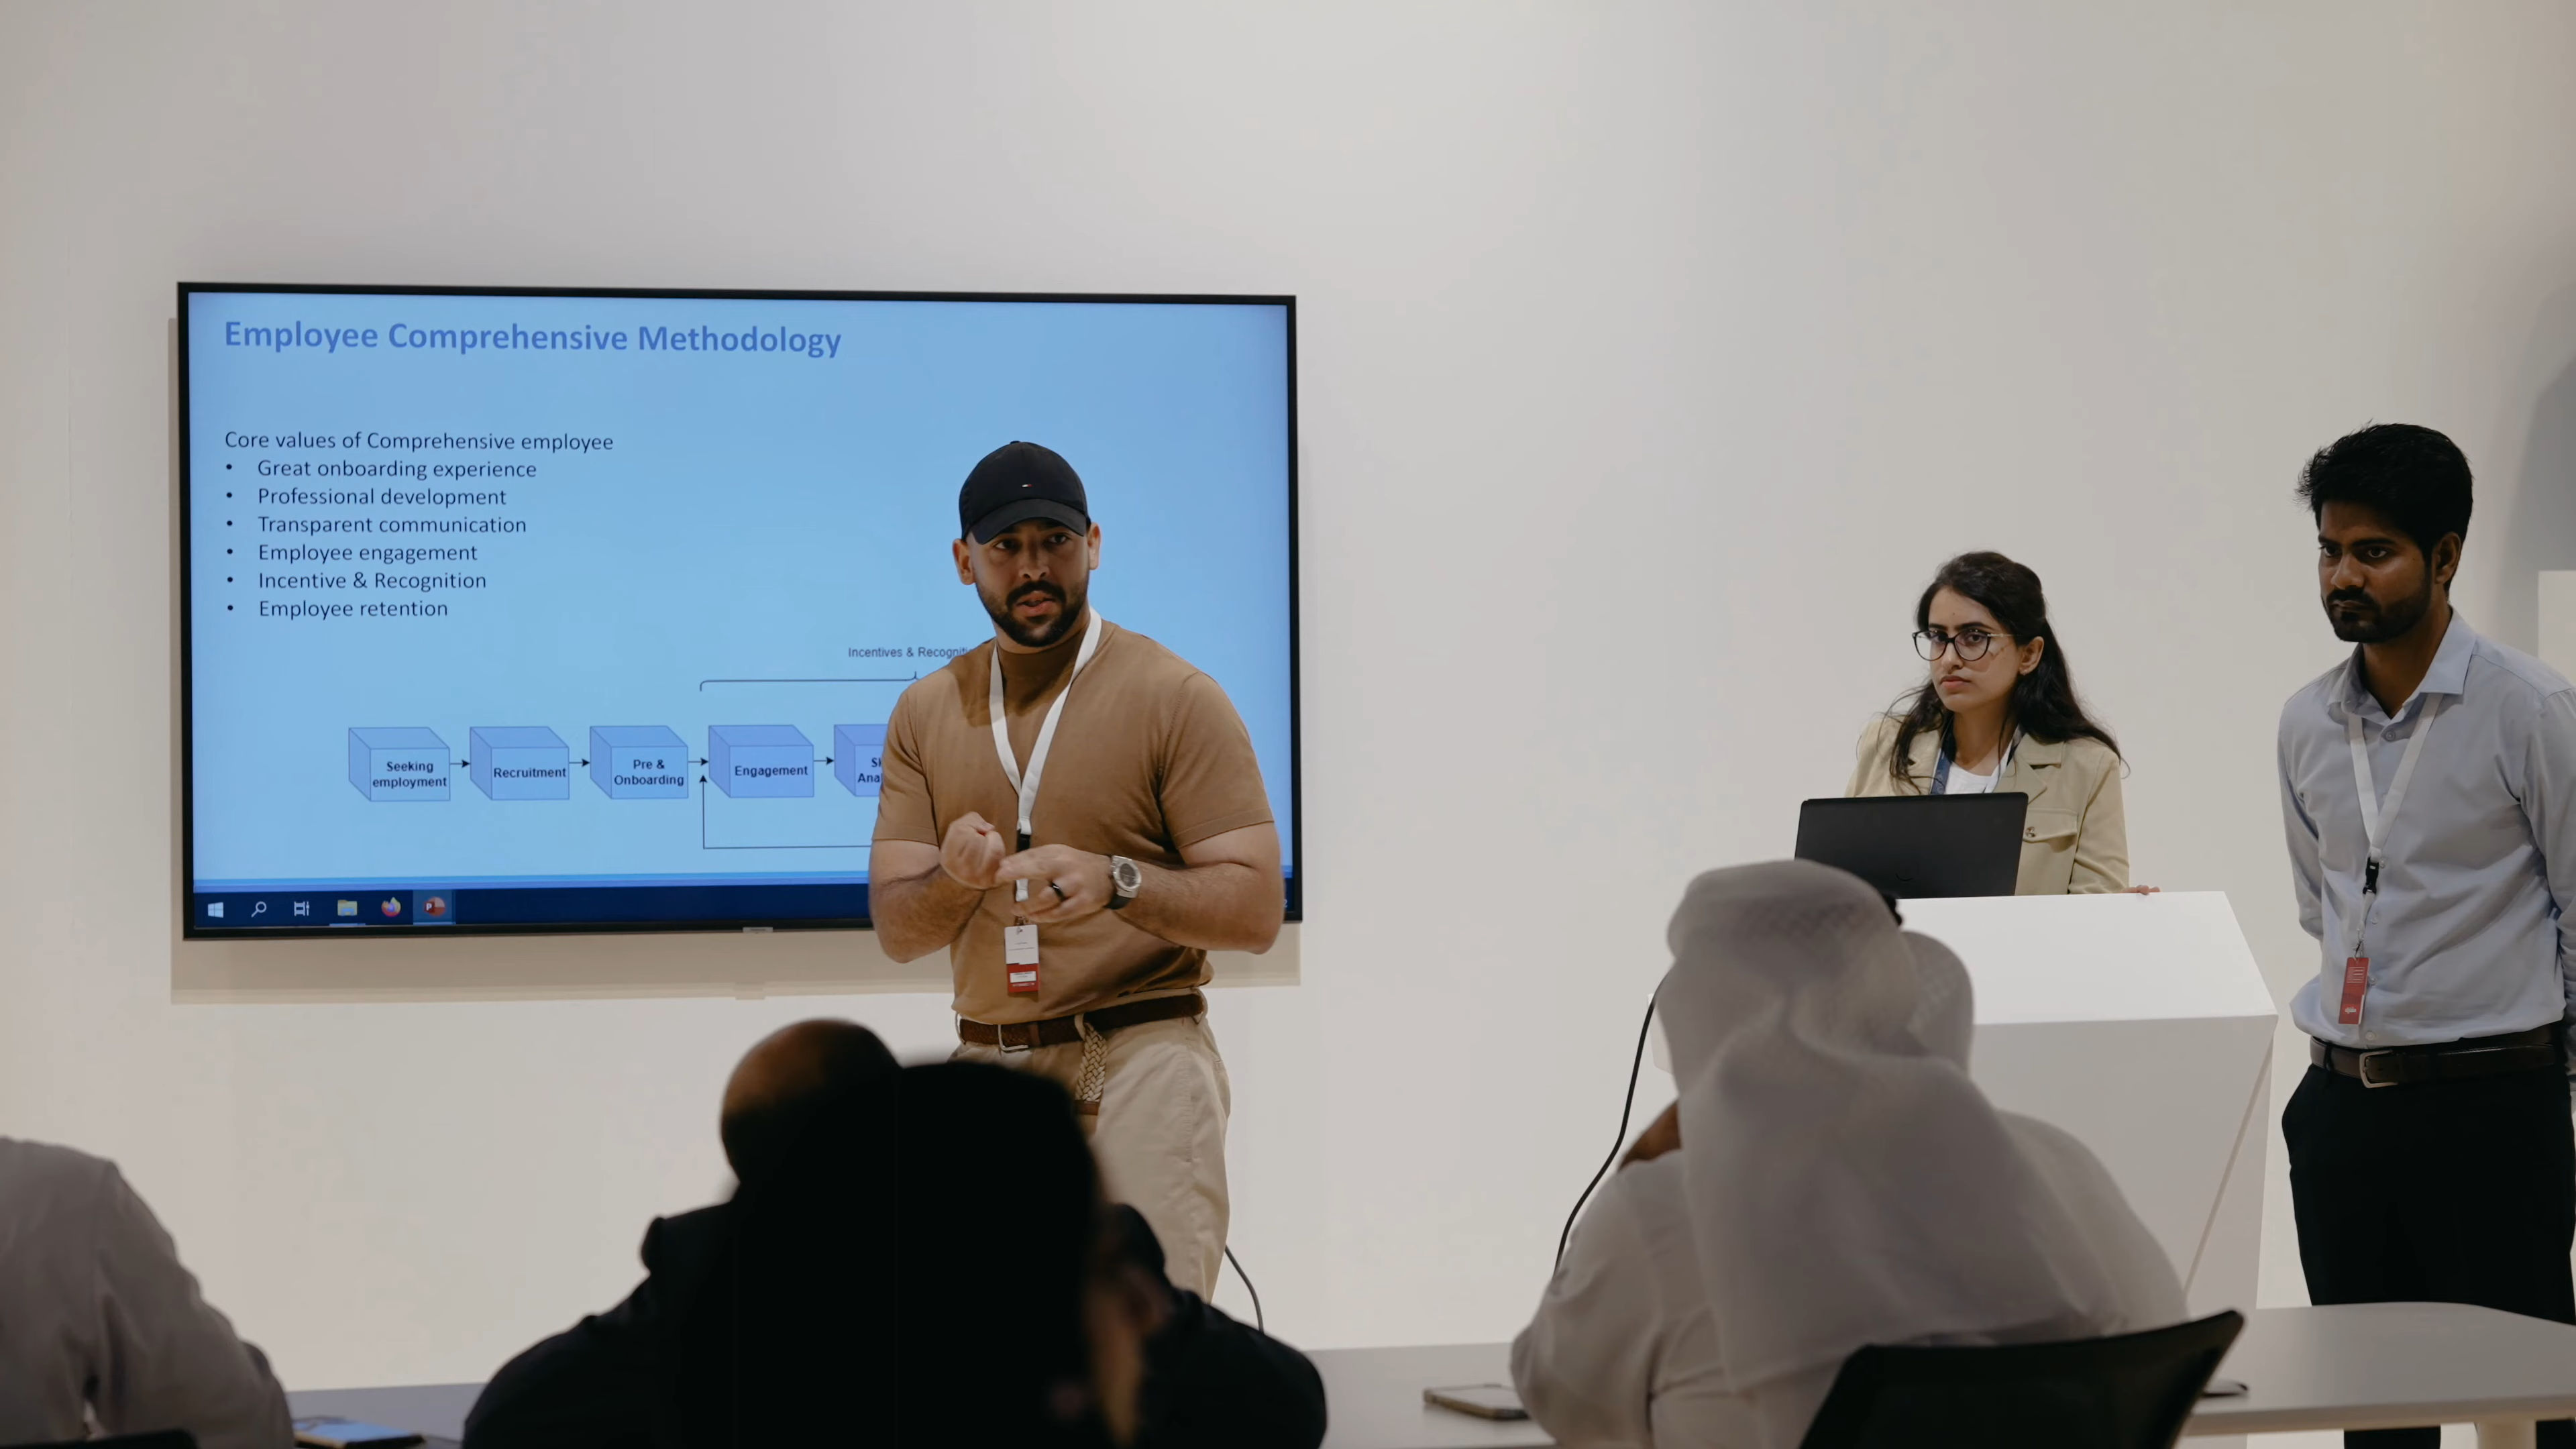 Employee Comprehensive Methodology
Core values of Comprehensive employee
• Great onboarding experience
• Professional development
• Transparent communication
• Employee engagement
• Incentive & Recognition
• Employee retention
Incentives &
Seeking
employment
Recruitment
Pre &
Onboarding
Engagement